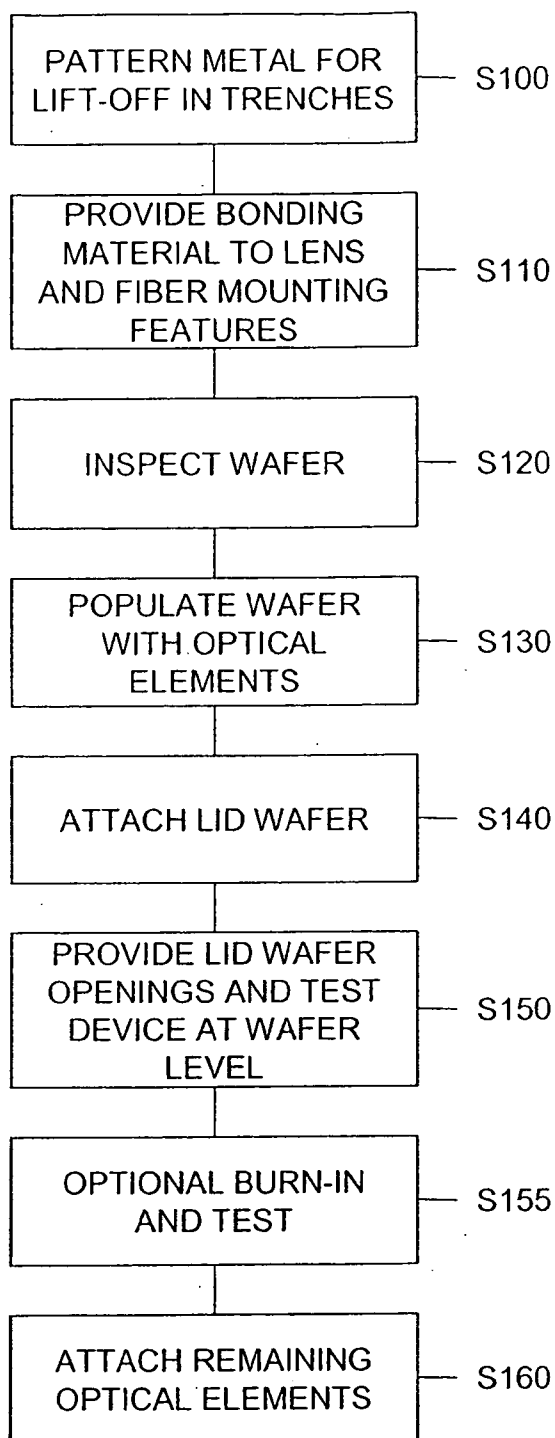 PATTERN METAL FOR
LIFT-OFF IN TRENCHES
S100
PROVIDE BONDING
MATERIAL TO LENS
AND FIBER MOUNTING
FEATURES
S110
INSPECT WAFER
S120
POPULATE WAFER
WITH OPTICAL
ELEMENTS
S130
ATTACH LID WAFER
S140
PROVIDE LID WAFER
OPENINGS AND TEST
DEVICE AT WAFER
LEVEL
S150
OPTIONAL BURN-IN
AND TEST
S155
ATTACH REMAINING
OPTICAL ELEMENTS
S160